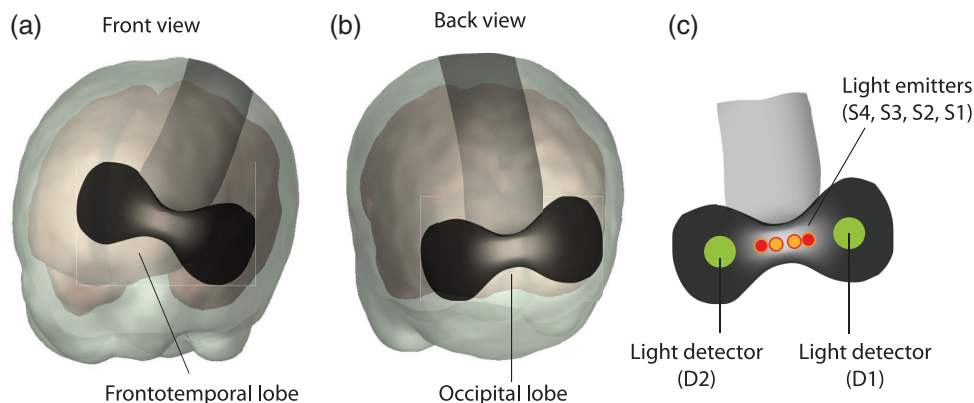 (a)
Front view
(b)
Back view
(c)
Light emitters
(S4, S3, S2, S1)
Frontotemporal lobe
Occipital lobe
Light detector
(D2)
Light detector
(D1)